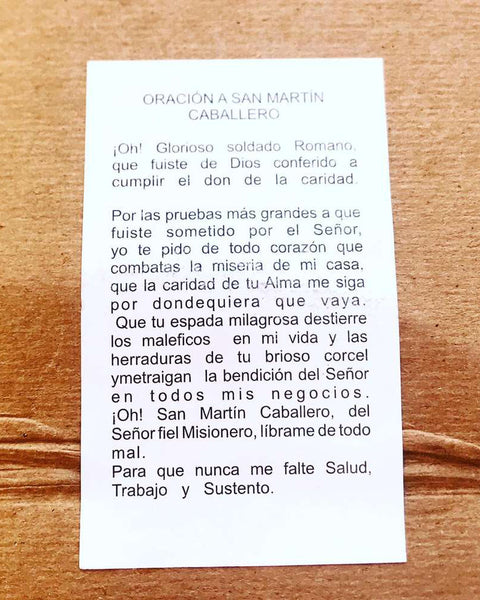 ORACIÓN A SAN MARTÍN
CABALLERO
¡Oh! Glorioso soldado Romano.
que fuiste de Dios conferido a
cumplir el don de la caridad.
Por las pruebas más grandes a que
fuiste sometido por el Señor,
yo te pido de todo corazón que
combatas la miseria de mi casa.
que la caridad de tu Alma me siga
por dondequiera que vaya.
Que tu espada milagrosa destierre
los maleficos en mi vida y las
herraduras de tu brioso corcel
ymetraigan la bendición del Señor
en todos mis negocios.
¡Oh! San Martín Caballero, del
Señor fiel Misionero, líbrame de todo
mal.
Para que nunca me falte Salud,
Trabajo y Sustento.